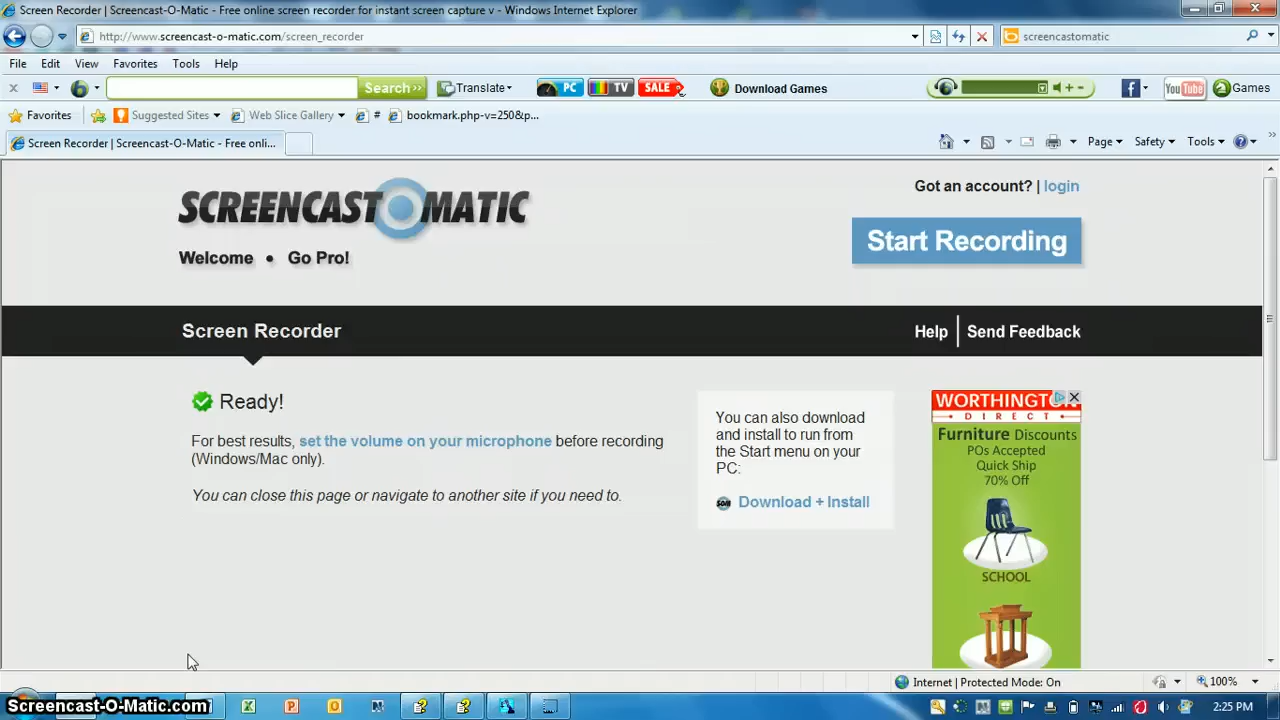 Screen Recorder | Screencast-O-Matic - Free online screen recorder for instant screen capture v - Windows Internet Explorer
http://www.screencast-o-matic.com/screen_recorder
screencastomatic
File Edit View Favorites Tools Help
Search>> Translate PC TV SALE Download Games You Tube Games
Favorites Suggested Sites Web Slice Gallery # bookmark.php-v=250&p...
Screen Recorder | Screencast-O-Matic - Free onli...
Page Safety Tools
SCREENCAST O MATIC
Got an account? | login
Start Recording
Welcome • Go Pro!
Screen Recorder
Help Send Feedback
Ready!
For best results, set the volume on your microphone before recording
(Windows/Mac only).
You can close this page or navigate to another site if you need to.
You can also download
and install to run from
the Start menu on your
PC:
SOM Download + Install
WORTHINGTON
DIRECT
Furniture Discounts
POs Accepted
Quick Ship
70% Off
SCHOOL
Internet | Protected Mode: On
100%
Screencast-O-Matic.com
2:25 PM